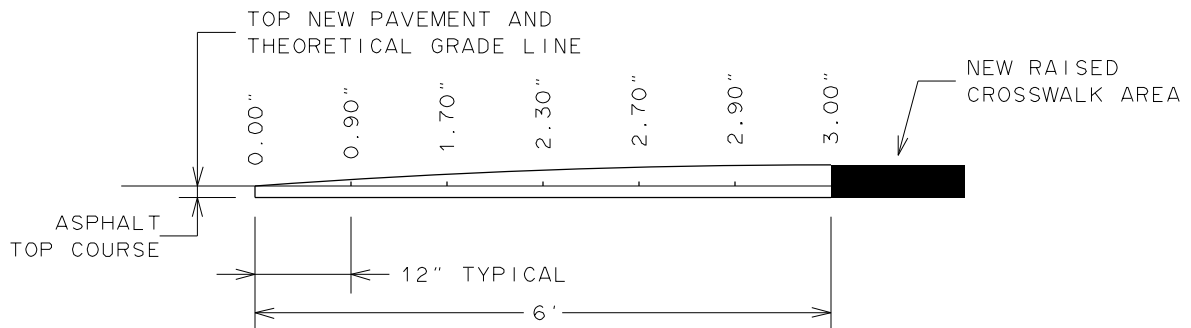 TOP NEW PAVEMENT AND
THEORETICAL GRADE LINE
NEW RAISED
CROSSWALK AREA
0.00"
0.90"
1.70"
2.30"
2.70"
2.90"
3.00"
ASPHALT
TOP COURSE
12" TYPICAL
6'